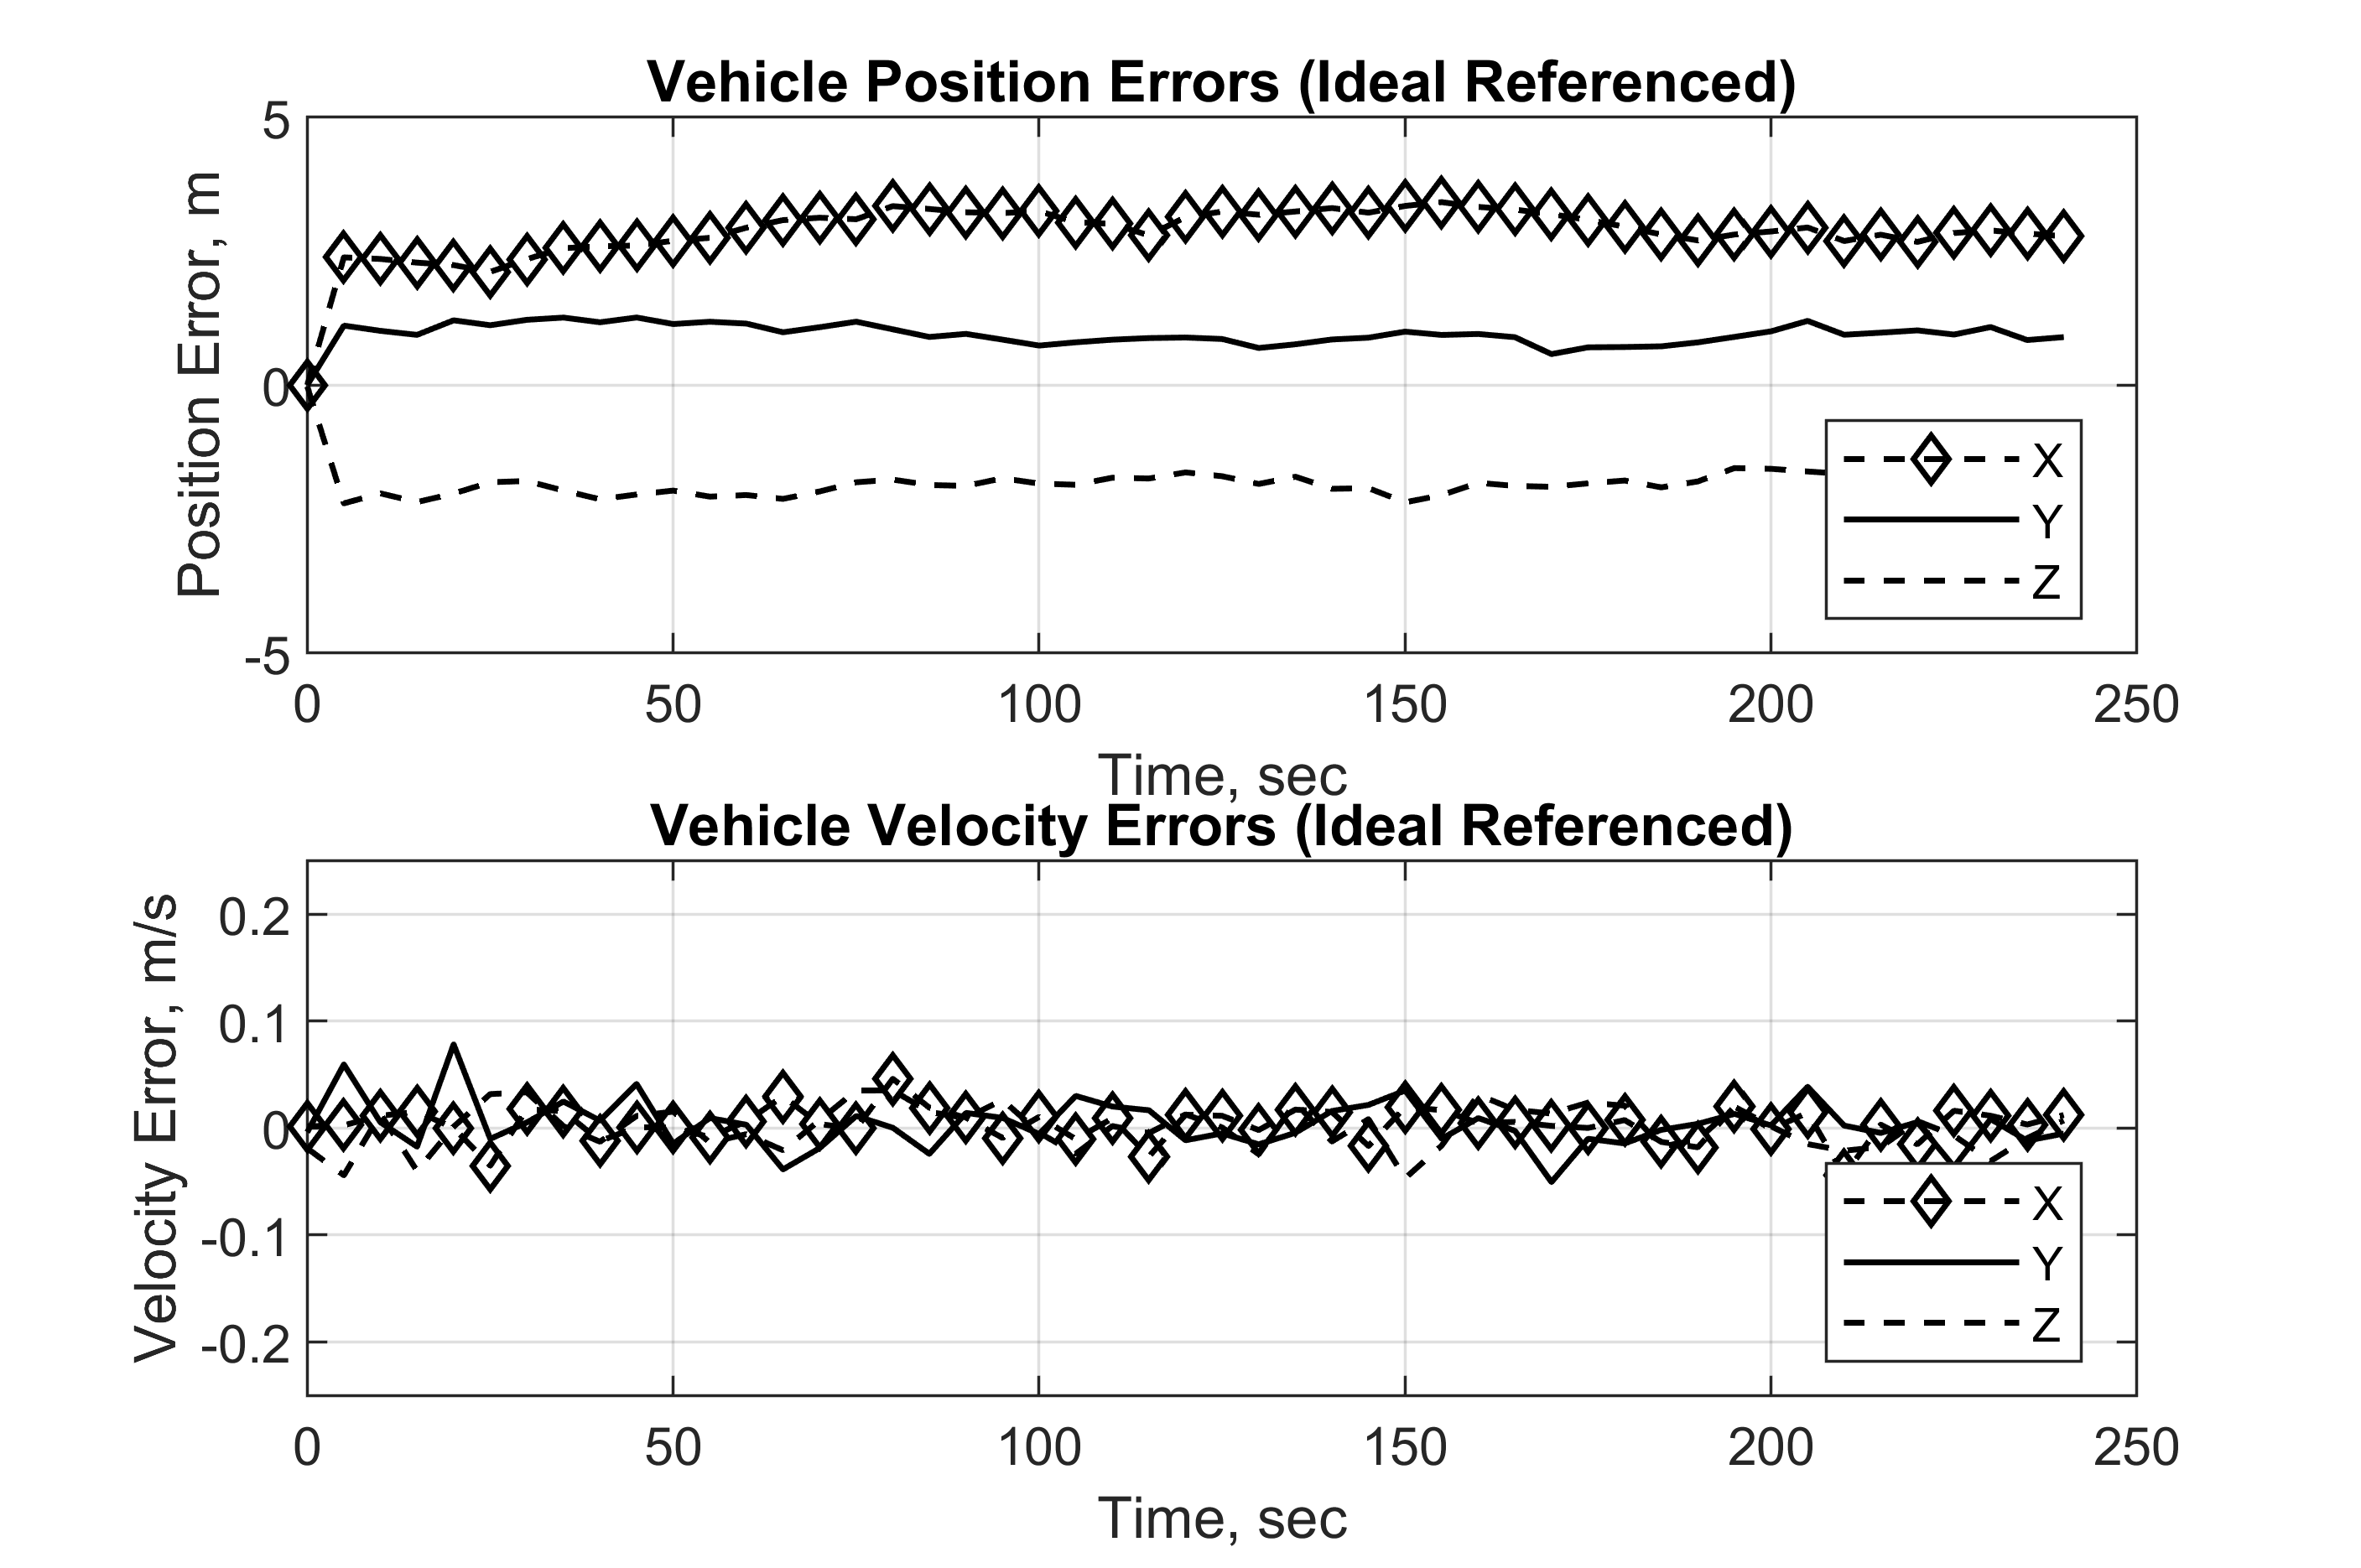 Vehicle Position Errors (Ideal Referenced)
Position Error, m
5
0
-5
0 50 100 150 200 250
Time, sec
X
Y
Z
Vehicle Velocity Errors (Ideal Referenced)
Velocity Error, m/s
0.2
0.1
0
-0.1
-0.2
0 50 100 150 200 250
Time, sec
X
Y
Z